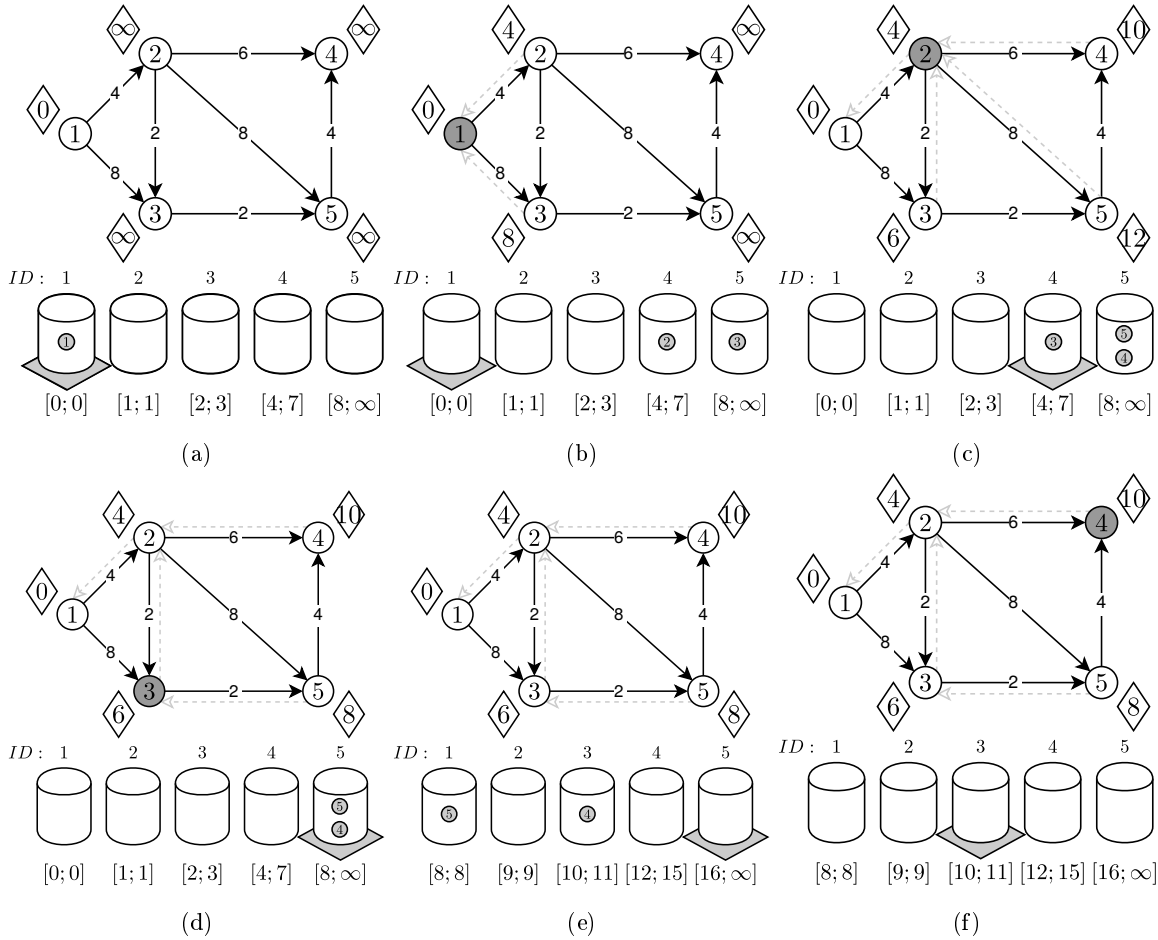 ∞ ∞ 4 ∞ 4 10
2 6 4 2 6 4 2 6 4
0 4 0 4 0 4
1 2 8 4 1 2 8 4 1 2 8 4
8 8 8
3 2 5 3 2 5 3 2 5
∞ ∞ 8 ∞ 6 12
ID : 1 2 3 4 5 ID : 1 2 3 4 5 ID : 1 2 3 4 5
1 2 3 3 5
4
[0; 0] [1; 1] [2; 3] [4; 7] [8; ∞] [0; 0] [1; 1] [2; 3] [4; 7] [8; ∞] [0; 0] [1; 1] [2; 3] [4; 7] [8; ∞]
(a) (b) (c)
4 10 4 10 4 10
2 6 4 2 6 4 2 6 4
0 4 0 4 0 4
1 2 8 4 1 2 8 4 1 2 8 4
8 8 8
3 2 5 3 2 5 3 2 5
6 8 6 8 6 8
ID : 1 2 3 4 5 ID : 1 2 3 4 5 ID : 1 2 3 4 5
5 5 4
4
[0; 0] [1; 1] [2; 3] [4; 7] [8; ∞] [8; 8] [9; 9] [10; 11] [12; 15] [16; ∞] [8; 8] [9; 9] [10; 11] [12; 15] [16; ∞]
(d) (e) (f)